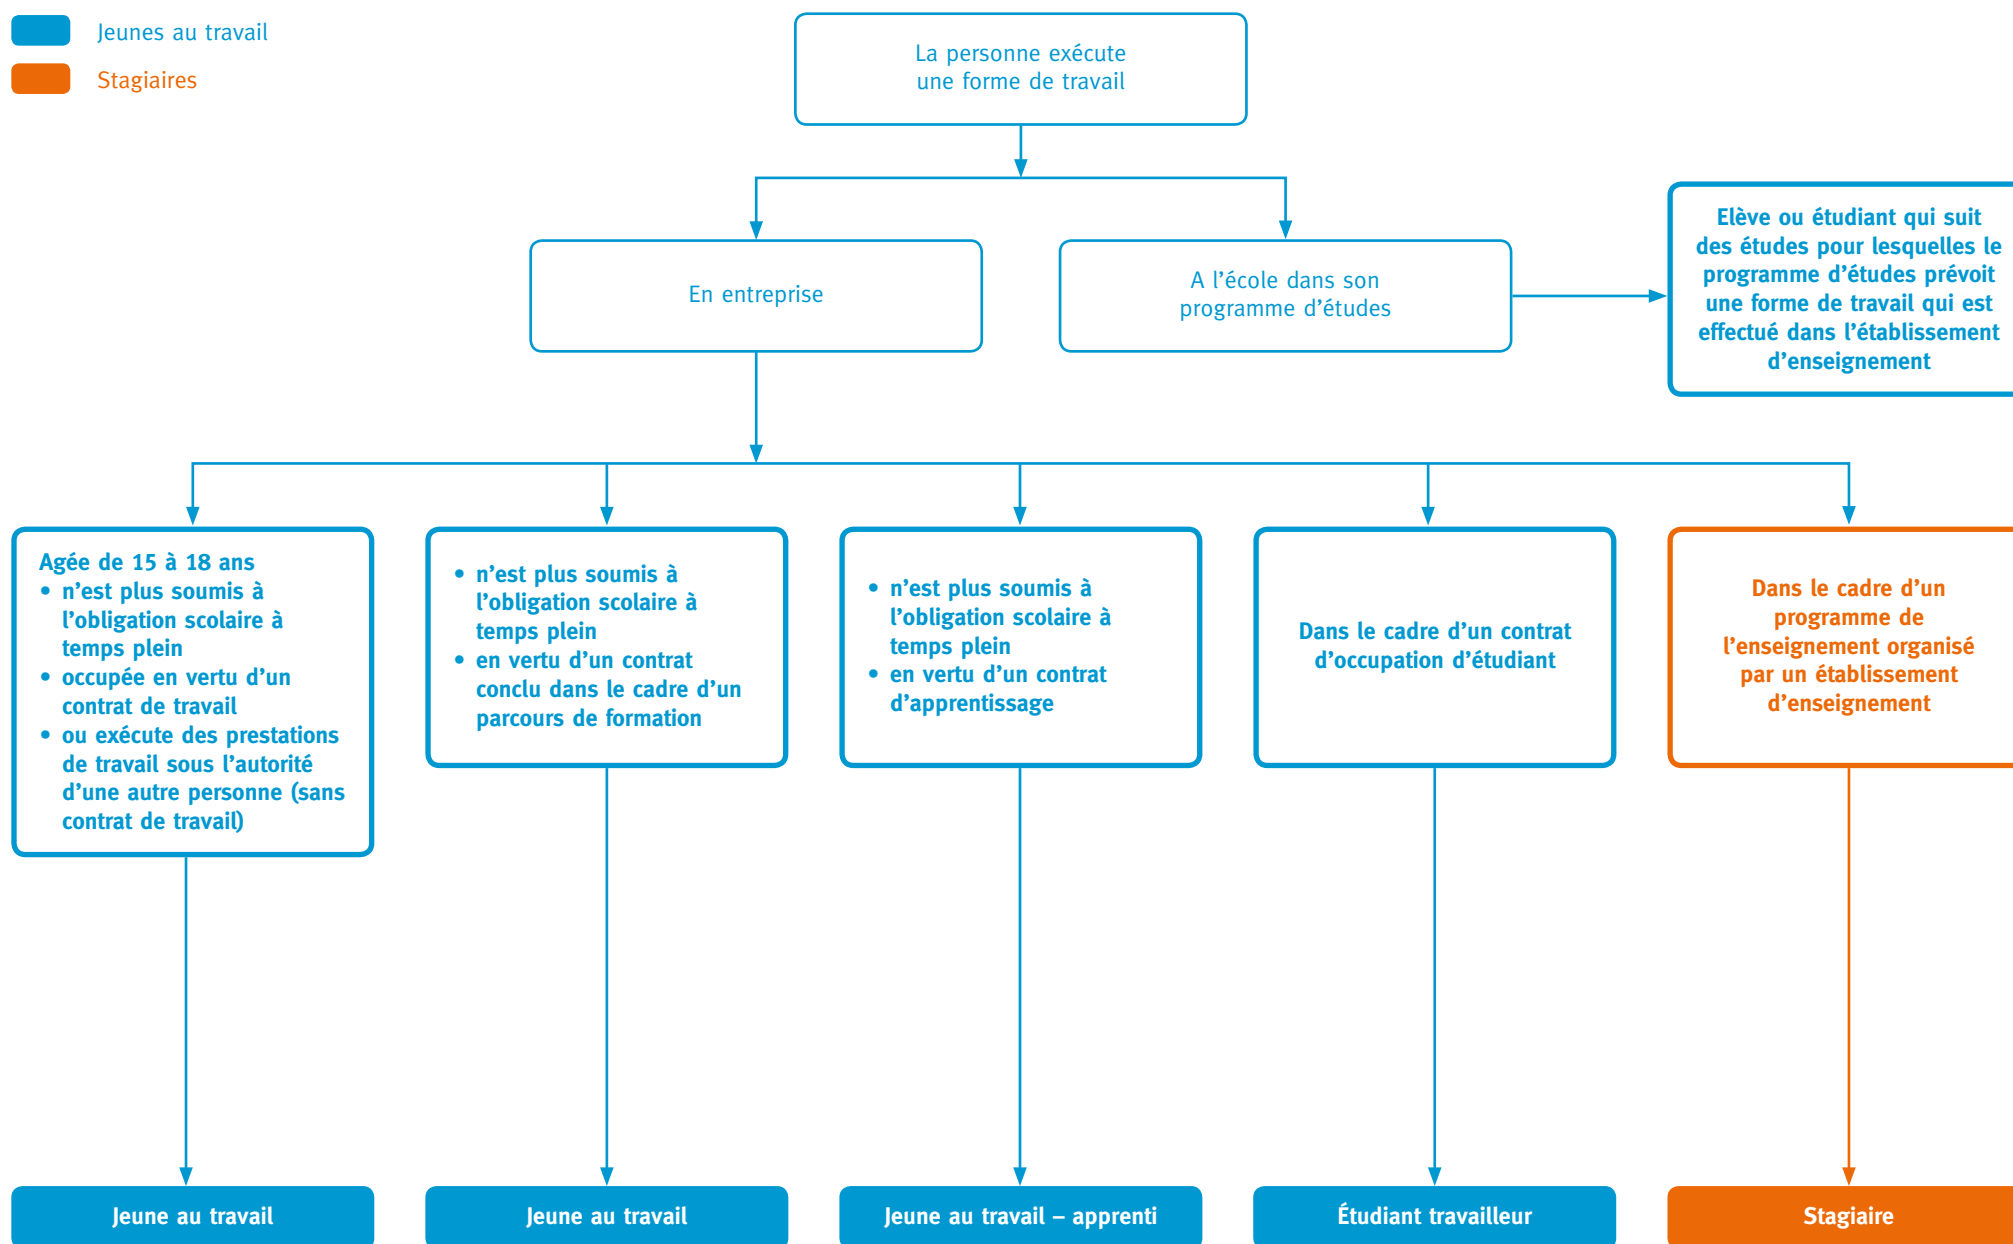 Jeunes au travail
Stagiaires
La personne exécute
une forme de travail
En entreprise
A l'école dans son
programme d'études
Elève ou étudiant qui suit
des études pour lesquelles le
programme d'études prévoit
une forme de travail qui est
effectué dans l'établissement
d'enseignement
Agée de 15 à 18 ans
• n'est plus soumis à
l'obligation scolaire à
temps plein
• occupée en vertu d'un
contrat de travail
• ou exécute des prestations
de travail sous l'autorité
d'une autre personne (sans
contrat de travail)
• n'est plus soumis à
l'obligation scolaire à
temps plein
• en vertu d'un contrat
conclu dans le cadre d'un
parcours de formation
• n'est plus soumis à
l'obligation scolaire à
temps plein
• en vertu d'un contrat
d'apprentissage
Dans le cadre d'un contrat
d'occupation d'étudiant
Dans le cadre d'un
programme de
l'enseignement organisé
par un établissement
d'enseignement
Jeune au travail
Jeune au travail
Jeune au travail – apprenti
Étudiant travailleur
Stagiaire